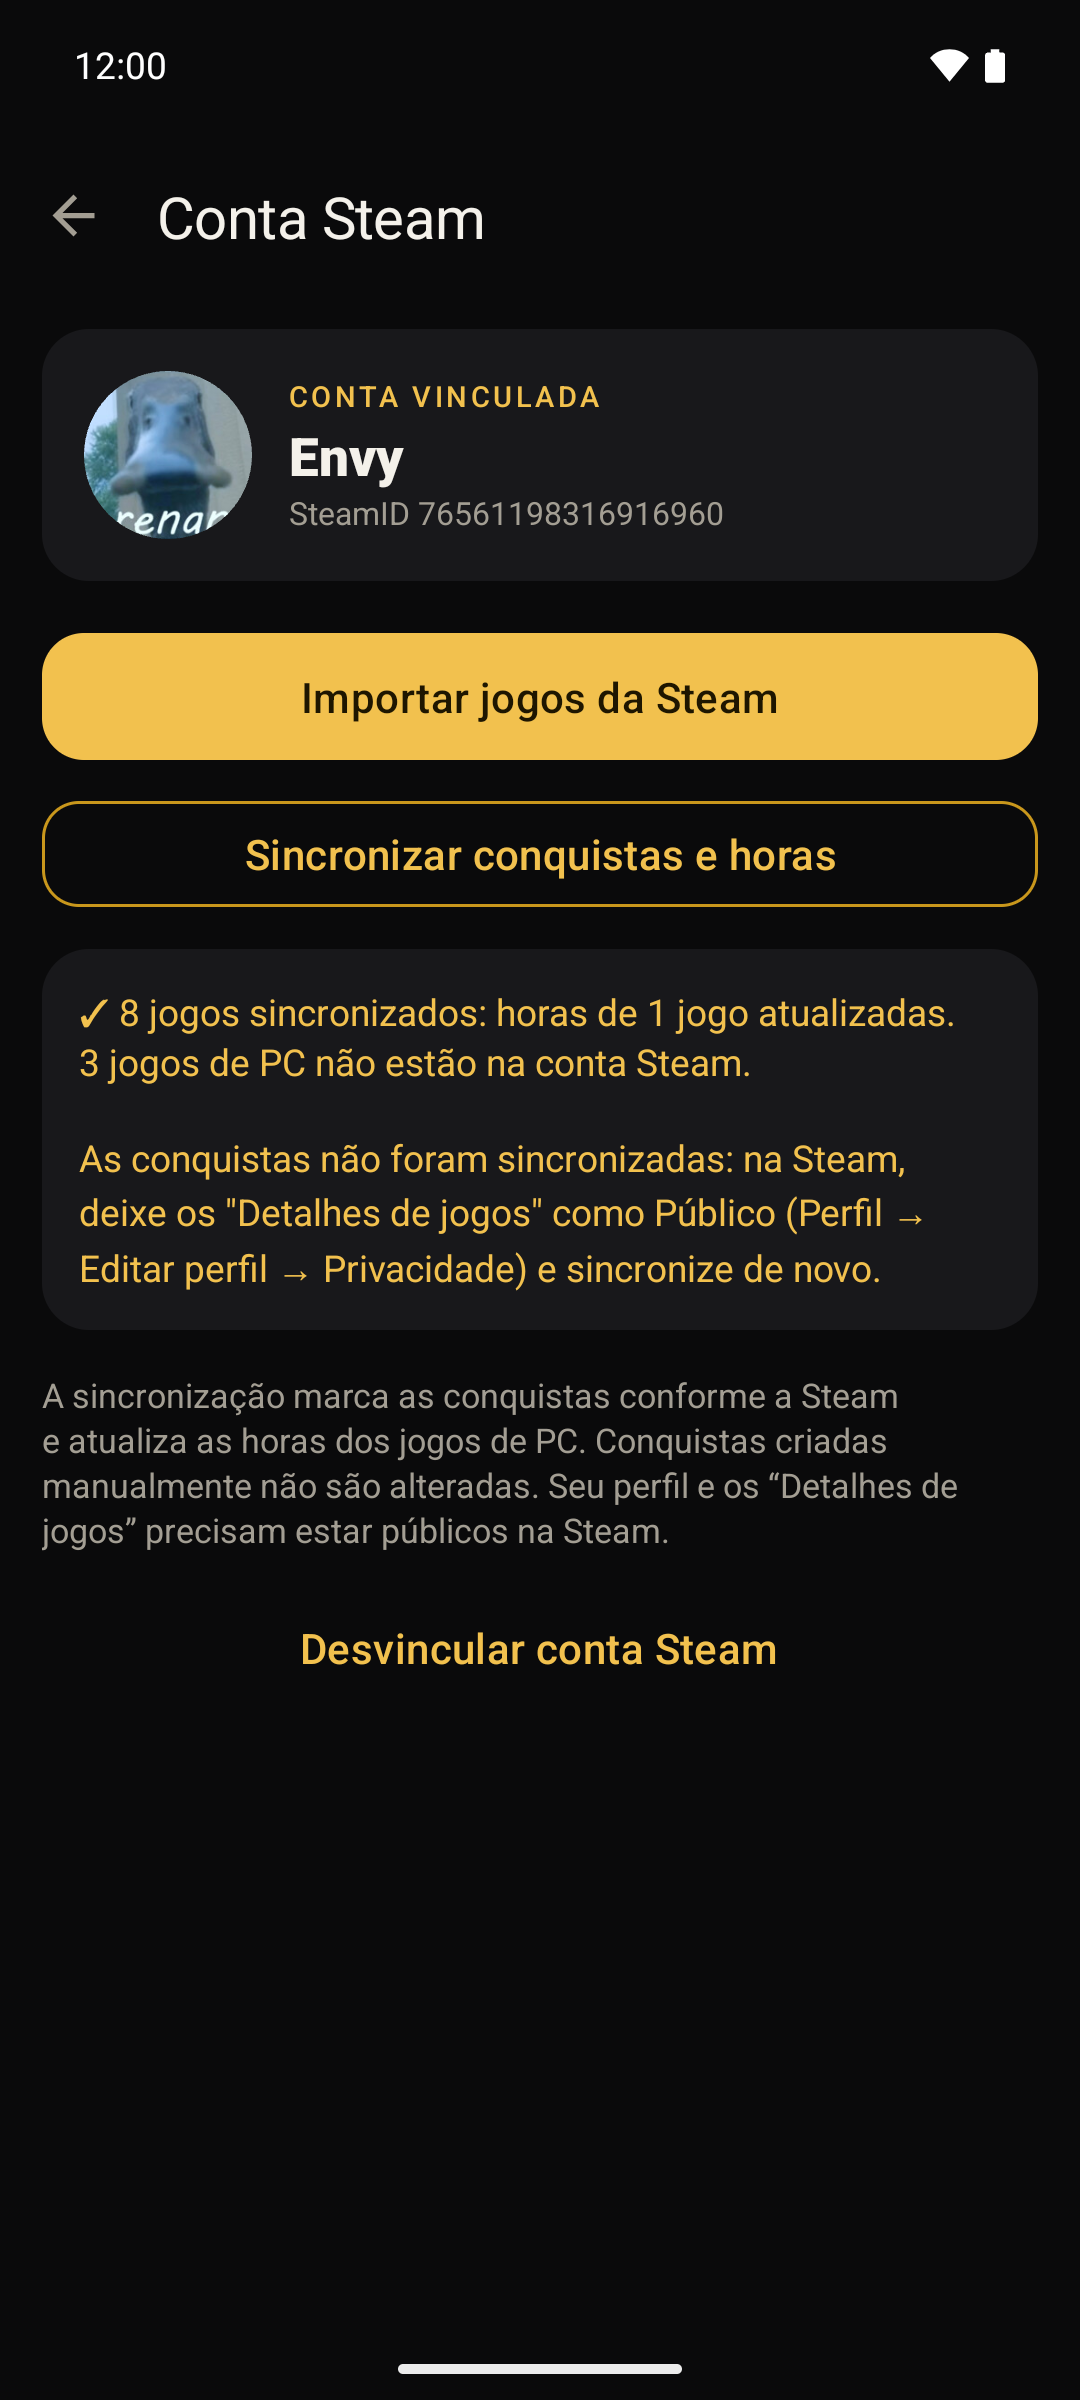 12:00
Conta Steam
CONTA VINCULADA
Envy
SteamID 76561198316916960
renar
Importar jogos da Steam
Sincronizar conquistas e horas
✓ 8 jogos sincronizados: horas de 1 jogo atualizadas.
3 jogos de PC não estão na conta Steam.
As conquistas não foram sincronizadas: na Steam,
deixe os "Detalhes de jogos" como Público (Perfil →
Editar perfil → Privacidade) e sincronize de novo.
A sincronização marca as conquistas conforme a Steam
e atualiza as horas dos jogos de PC. Conquistas criadas
manualmente não são alteradas. Seu perfil e os “Detalhes de
jogos” precisam estar públicos na Steam.
Desvincular conta Steam